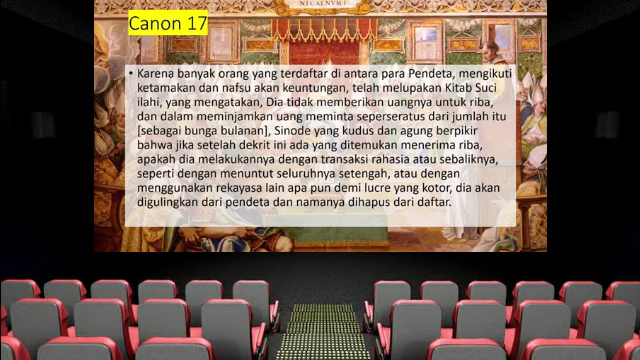 NICAENVM I
Canon 17
• Karena banyak orang yang terdaftar di antara para Pendeta, mengikuti
ketamakan dan nafsu akan keuntungan, telah melupakan Kitab Suci
ilahi, yang mengatakan, Dia tidak memberikan uangnya untuk riba,
dan dalam meminjamkan uang meminta seperseratus dari jumlah itu
[sebagai bunga bulanan], Sinode yang kudus dan agung berpikir
bahwa jika setelah dekrit ini ada yang ditemukan menerima riba,
apakah dia melakukannya dengan transaksi rahasia atau sebaliknya,
seperti dengan menuntut seluruhnya setengah, atau dengan
menggunakan rekayasa lain apa pun demi lucre yang kotor, dia akan
digulingkan dari pendeta dan namanya dihapus dari daftar.